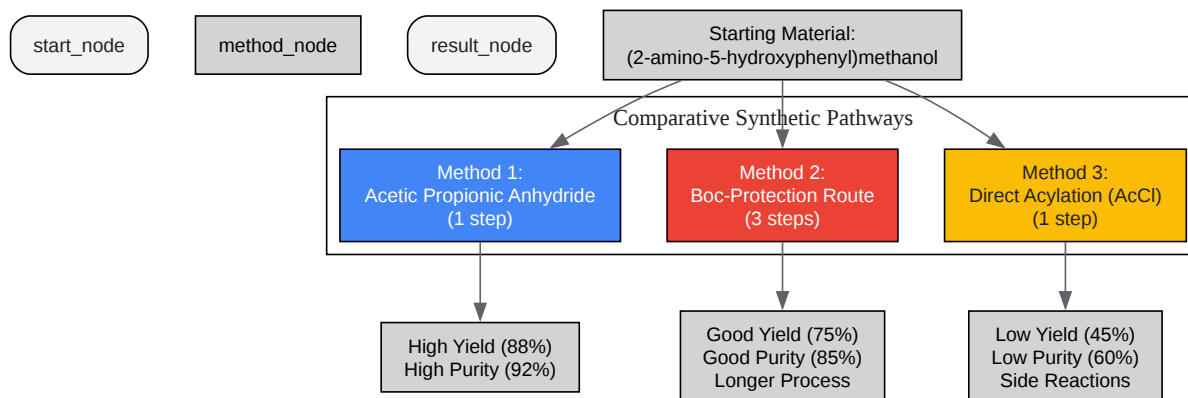 start_node
method_node
result_node
Starting Material:
(2-amino-5-hydroxyphenyl)methanol
Comparative Synthetic Pathways
Method 1:
Acetic Propionic Anhydride
(1 step)
Method 2:
Boc-Protection Route
(3 steps)
Method 3:
Direct Acylation (AcCl)
(1 step)
High Yield (88%)
High Purity (92%)
Good Yield (75%)
Good Purity (85%)
Longer Process
Low Yield (45%)
Low Purity (60%)
Side Reactions